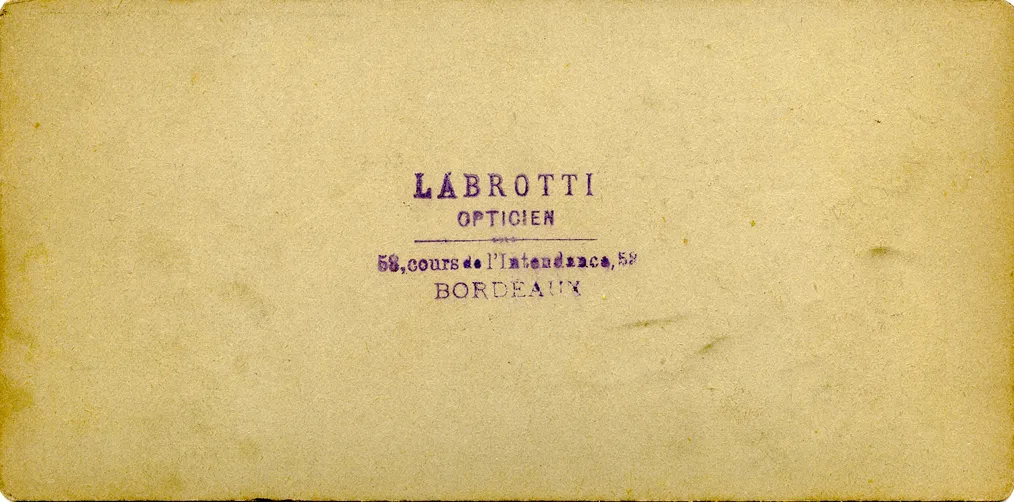 LABROTTI
OPTICIEN
58, cours de l'Intendance, 58
BORDEAUX